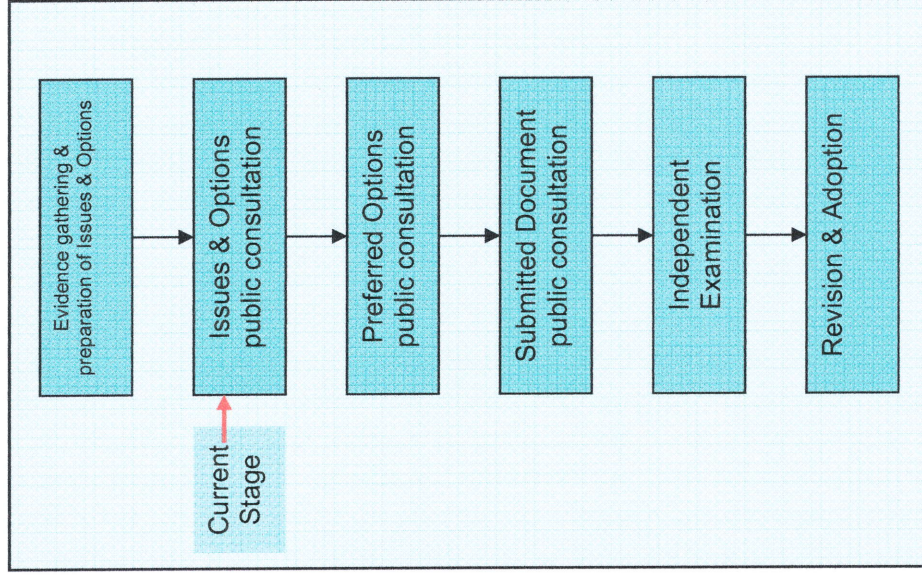 Evidence gathering &
preparation of Issues & Options
Issues & Options
public consultation
Current
Stage
Preferred Options
public consultation
Submitted Document
public consultation
Independent
Examination
Revision & Adoption